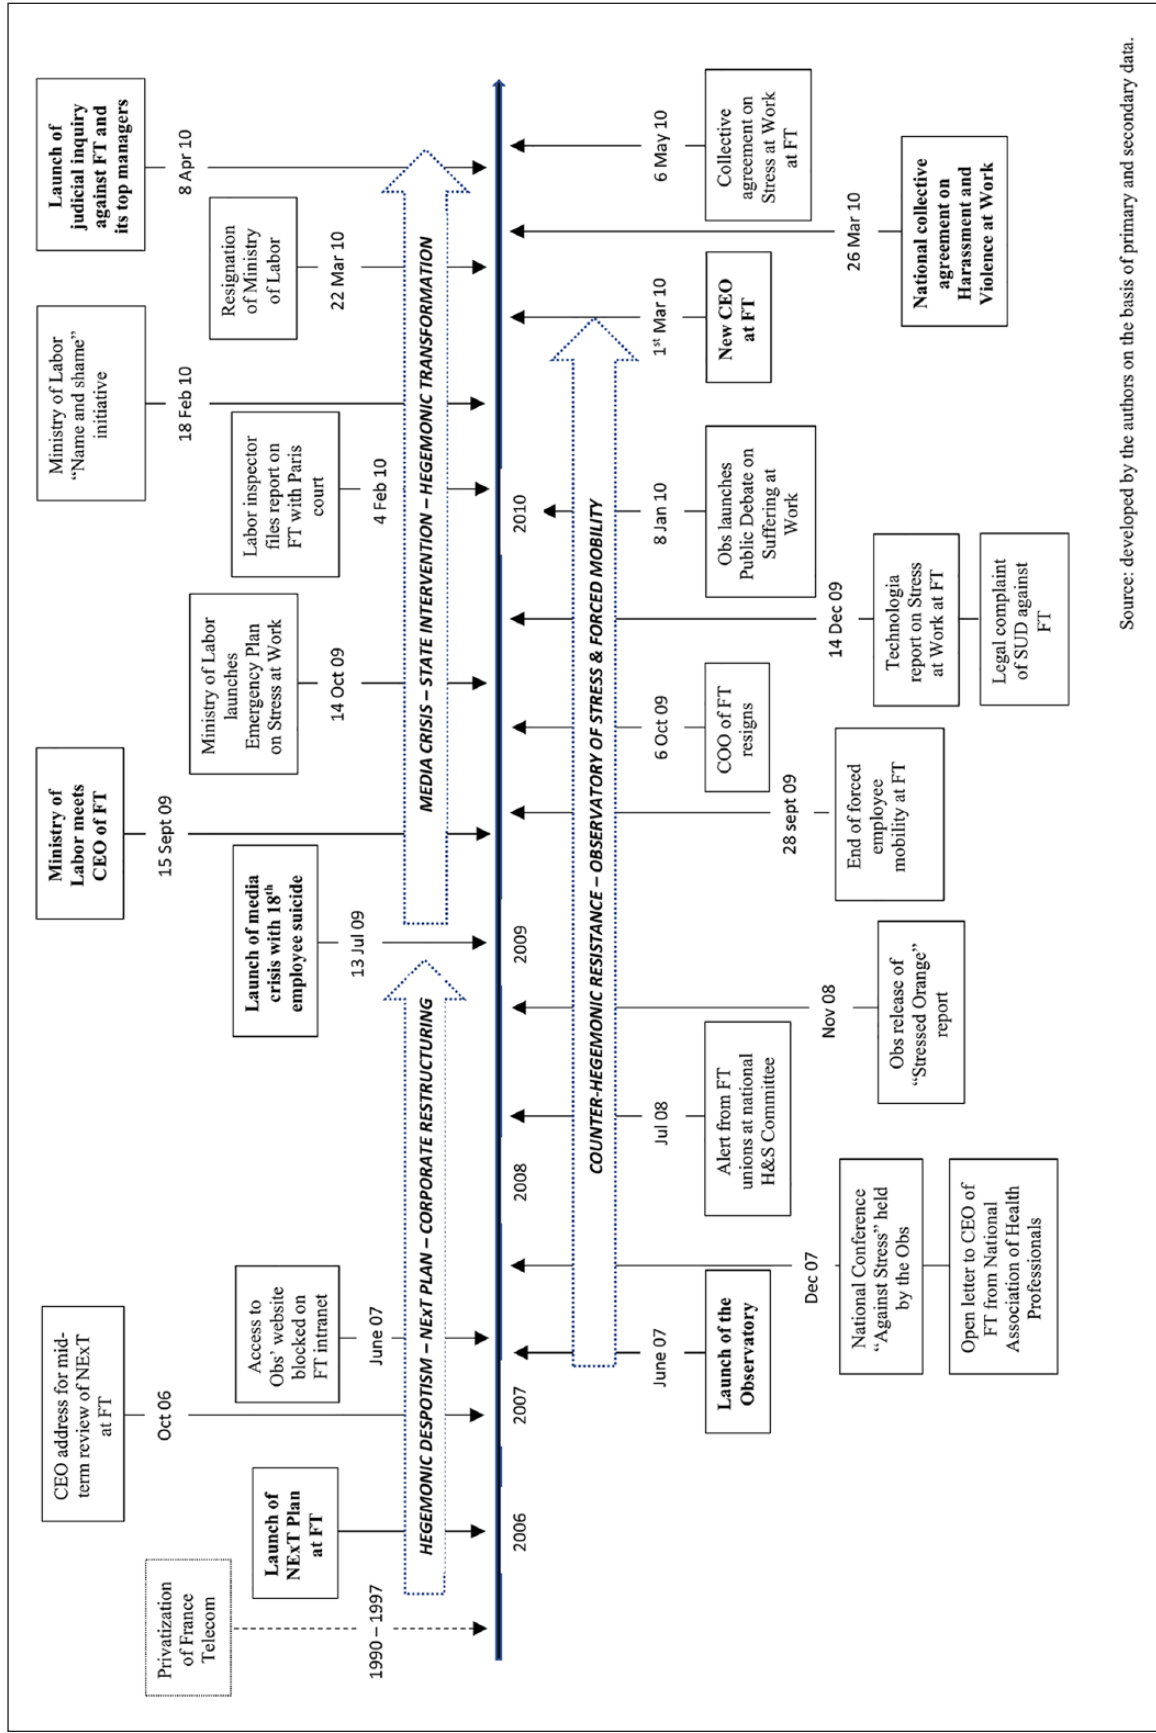 Privatization
of France
Telecom
1990 – 1997
Launch of
NExT Plan
at FT
CEO address for mid-
term review of NExT
at FT
Oct 06
Access to
Obs’ website
blocked on
FT intranet
June 07
Launch of media
crisis with 18th
employee suicide
13 Jul 09
Ministry of
Labor meets
CEO of FT
15 Sept 09
Ministry of Labor
launches
Emergency Plan
on Stress at Work
14 Oct 09
Labor inspector
files report on
FT with Paris
court
4 Feb 10
Ministry of Labor
“Name and shame”
initiative
18 Feb 10
Resignation
of Ministry
of Labor
22 Mar 10
Launch of
judicial inquiry
against FT and
its top managers
8 Apr 10
HEGEMONIC DESPOTISM – NEXT PLAN – CORPORATE RESTRUCTURING
MEDIA CRISIS – STATE INTERVENTION – HEGEMONIC TRANSFORMATION
2006
2007
2008
2009
2010
COUNTER-HEGEMONIC RESISTANCE – OBSERVATORY OF STRESS & FORCED MOBILITY
June 07
Launch of the
Observatory
Dec 07
National Conference
“Against Stress” held
by the Obs
Open letter to CEO of
FT from National
Association of Health
Professionals
Jul 08
Alert from FT
unions at national
H&S Committee
Nov 08
Obs release of
“Stressed Orange”
report
28 sept 09
End of forced
employee
mobility at FT
6 Oct 09
COO of FT
resigns
14 Dec 09
Technologia
report on Stress
at Work at FT
Legal complaint
of SUD against
FT
8 Jan 10
Obs launches
Public Debate on
Suffering at
Work
1st Mar 10
New CEO
at FT
26 Mar 10
National collective
agreement on
Harassment and
Violence at Work
6 May 10
Collective
agreement on
Stress at Work
at FT
Source: developed by the authors on the basis of primary and secondary data.